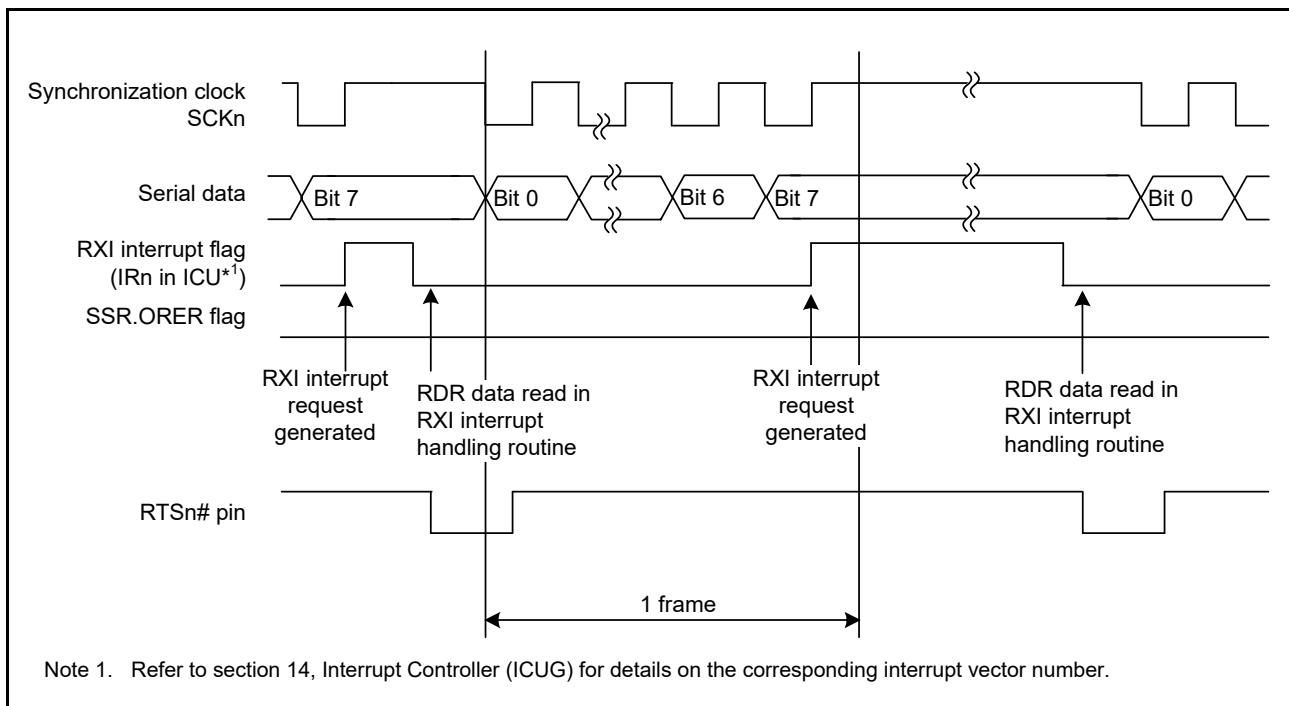 Synchronization clock
SCKn
Serial data
Bit 7
Bit 0
Bit 6
Bit 7
Bit 0
RXI interrupt flag
(IRn in ICU*1)
SSR.ORER flag
RXI interrupt
request
generated
RDR data read in
RXI interrupt
handling routine
RXI interrupt
request
generated
RDR data read in
RXI interrupt
handling routine
RTSn# pin
1 frame
Note 1. Refer to section 14, Interrupt Controller (ICUG) for details on the corresponding interrupt vector number.